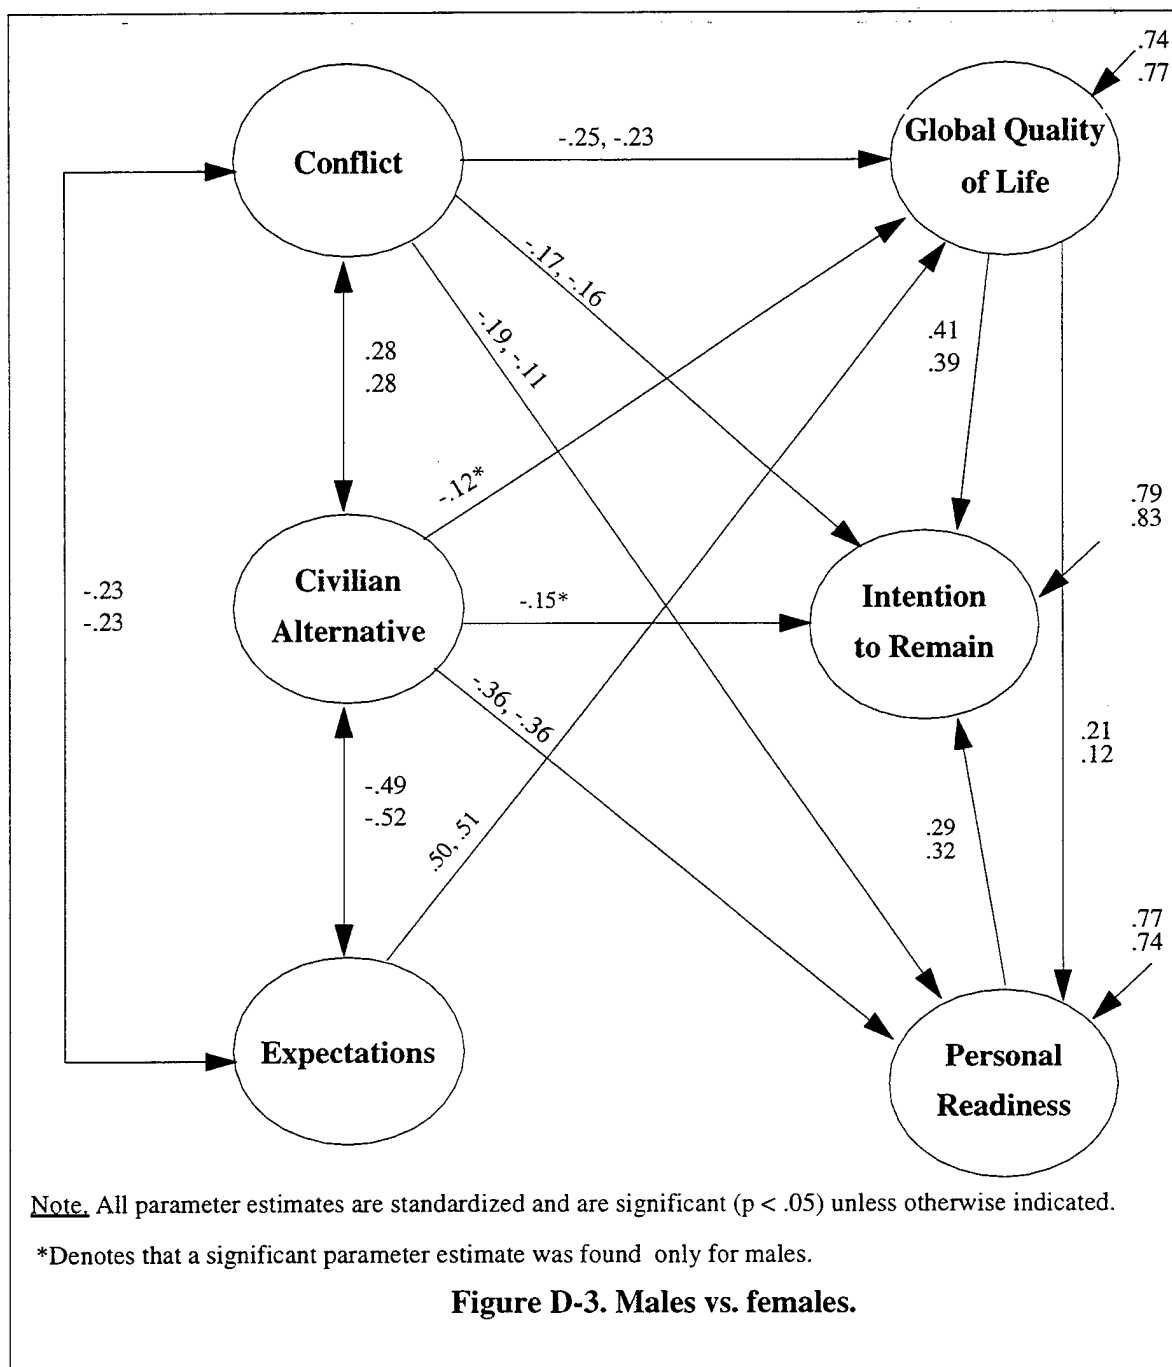 .74
.77
Global Quality
of Life
Conflict
-.25, -.23
-.17, -.16
-.19, -.11
.28
.28
.41
.39
-.12*
.79
.83
Civilian
Alternative
-.15*
Intention
to Remain
-.23
-.23
-.36, -.36
.21
.12
-.49
-.52
.50, .51
.29
.32
.77
.74
Expectations
Personal
Readiness
Note. All parameter estimates are standardized and are significant (p < .05) unless otherwise indicated.
*Denotes that a significant parameter estimate was found only for males.
Figure D-3. Males vs. females.